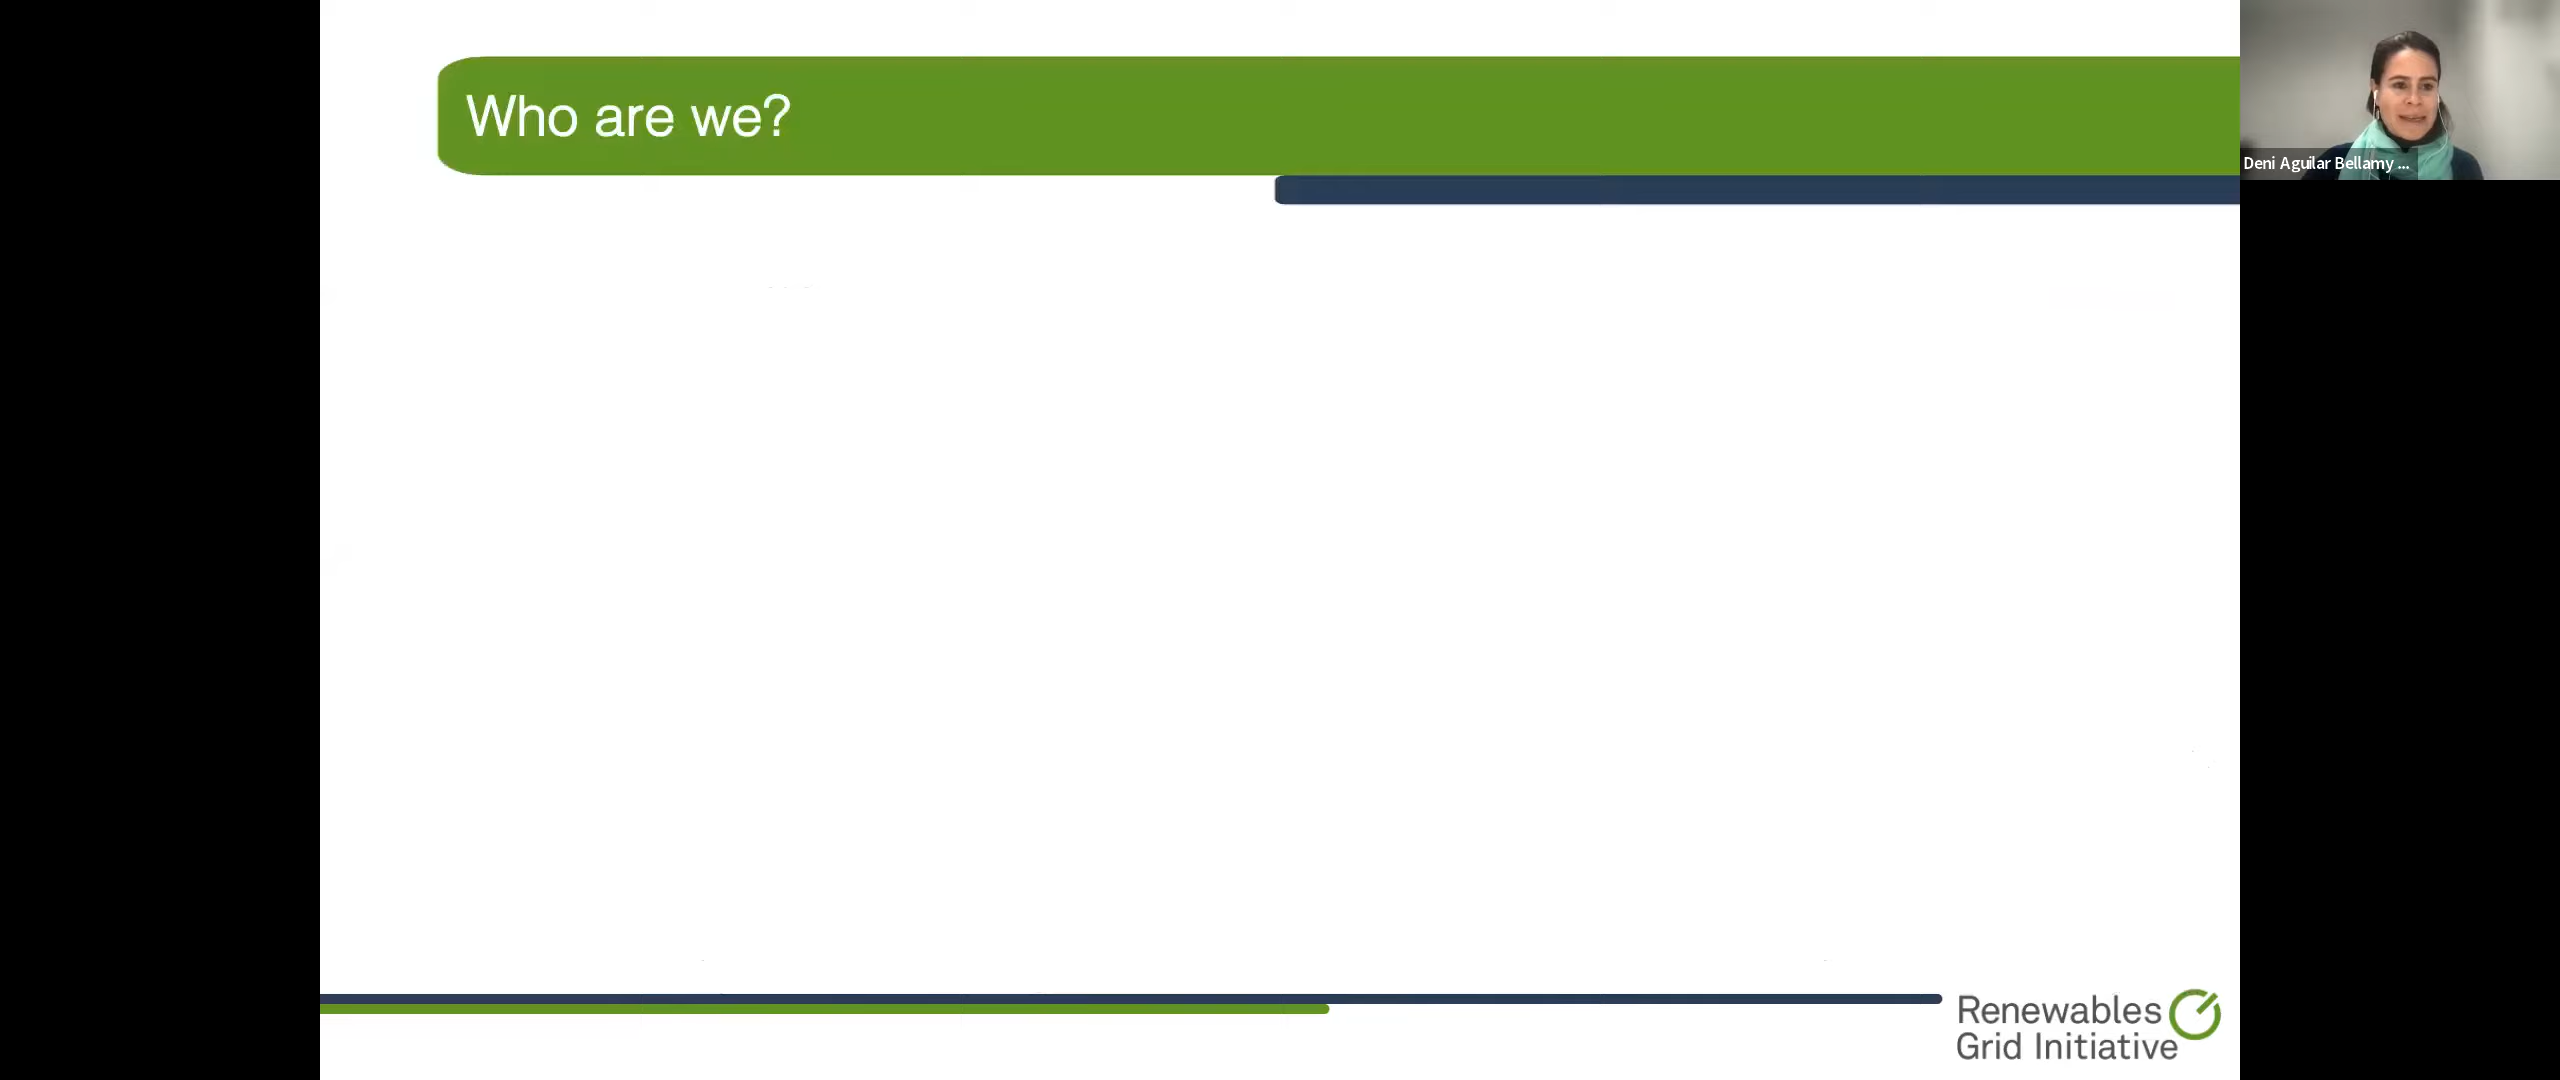 Who are we?
Deni Aguilar Bellamy ...
Renewables
Grid Initiative